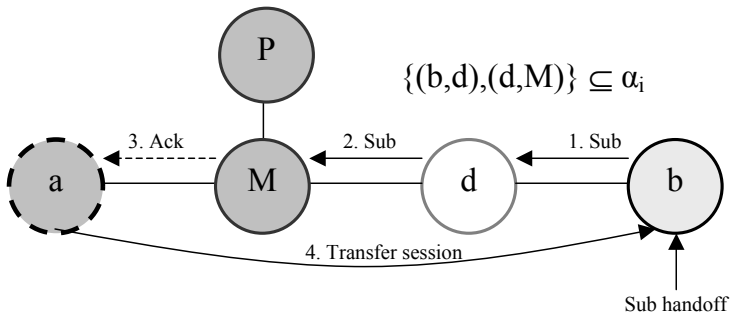 P
{(b,d),(d,M)} ⊆ αi
3. Ack
2. Sub
1. Sub
a
M
d
b
4. Transfer session
Sub handoff